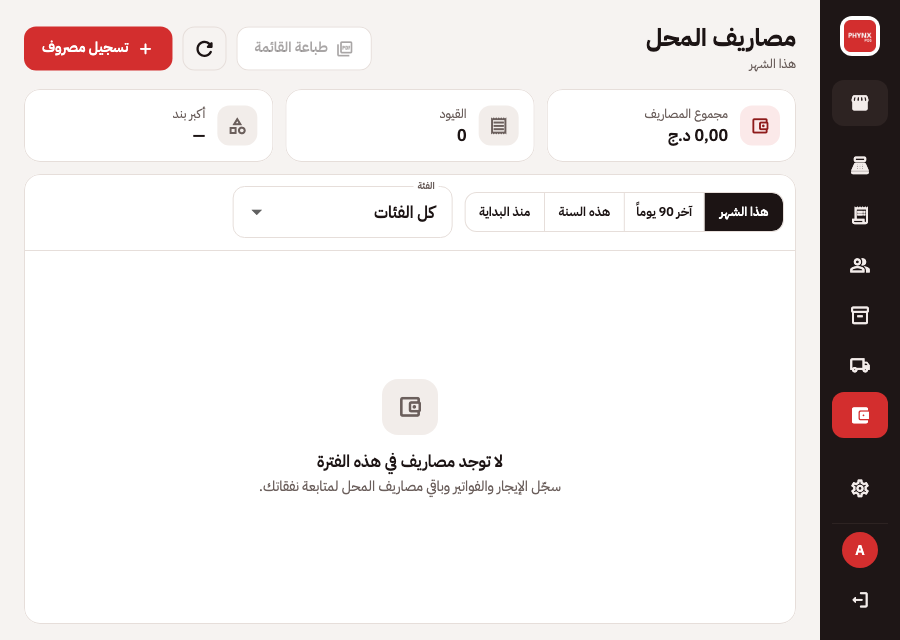 PHYNX
POS
مصاريف المحل
هذا الشهر
طباعة القائمة
PDF
تسجيل مصروف
مجموع المصاريف
0,00 د.ج
القيود
0
أكبر بند
–
هذا الشهر
آخر 90 يوماً
هذه السنة
منذ البداية
الفئة
كل الفئات
لا توجد مصاريف في هذه الفترة
سجّل الإيجار والفواتير وباقي مصاريف المحل لمتابعة نفقاتك.
A